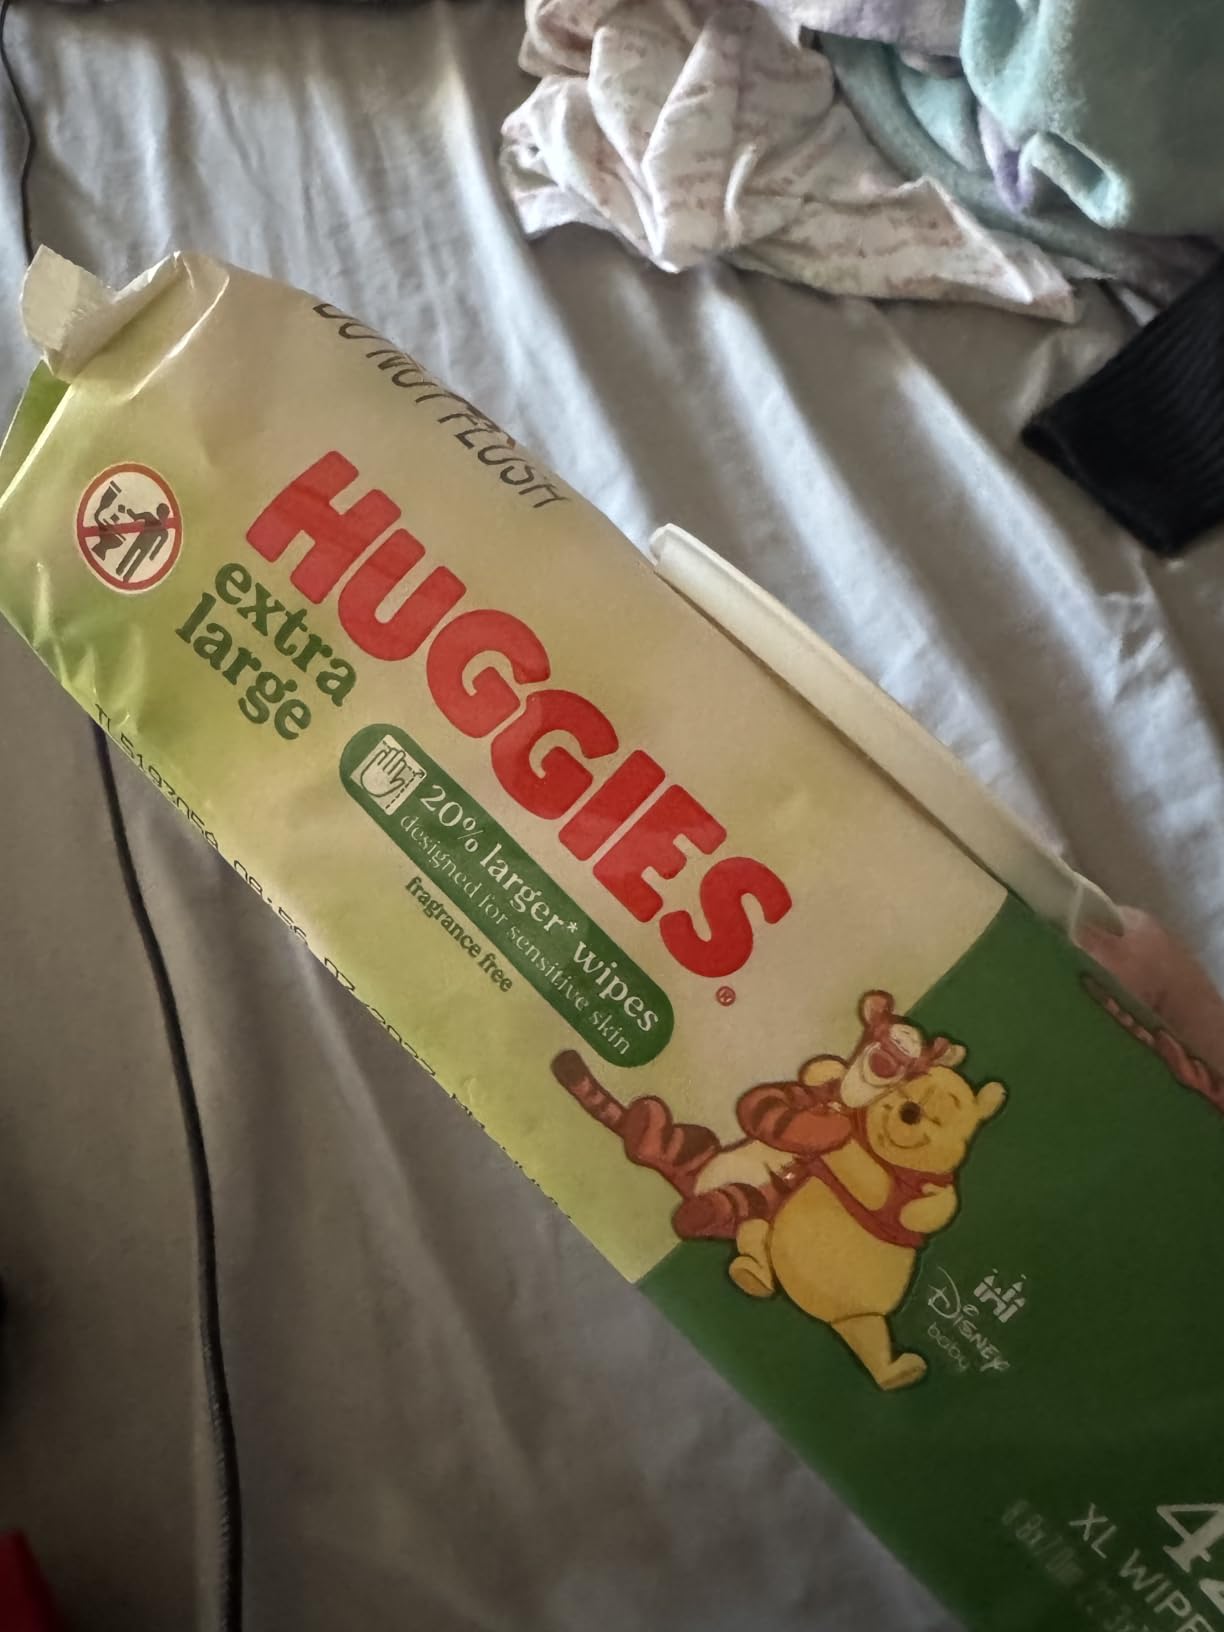 DO NOT FLUSH
HUGGIES®
extra
large
20% larger* wipes
designed for sensitive skin
fragrance free
Disney
baby
XL WIPE